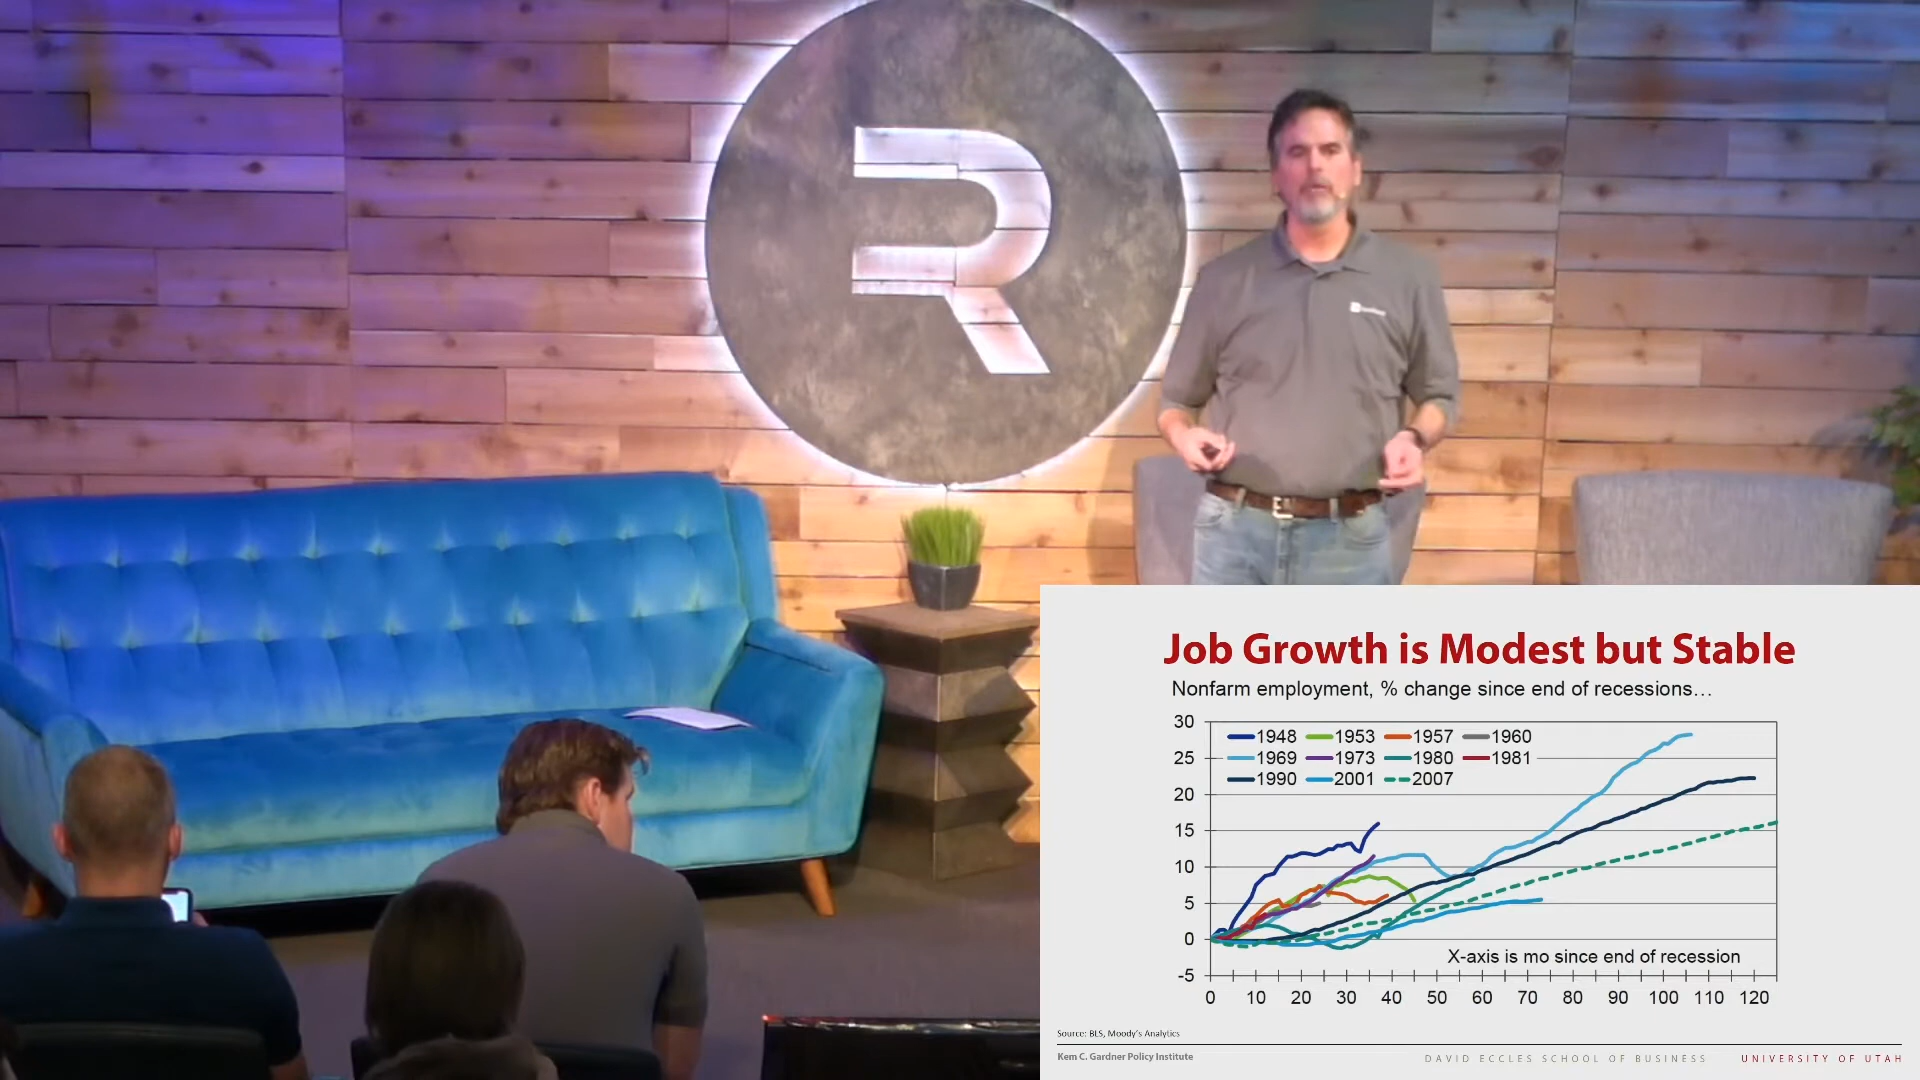 R
Job Growth is Modest but Stable
Nonfarm employment, % change since end of recessions…
30
25
20
15
10
5
0
-5
1948 1953 1957 1960
1969 1973 1980 1981
1990 2001 2007
X-axis is mo since end of recession
0 10 20 30 40 50 60 70 80 90 100 110 120
Source: BLS, Moody's Analytics
Kem C. Gardner Policy Institute DAVID ECCLES SCHOOL OF BUSINESS UNIVERSITY OF UTAH